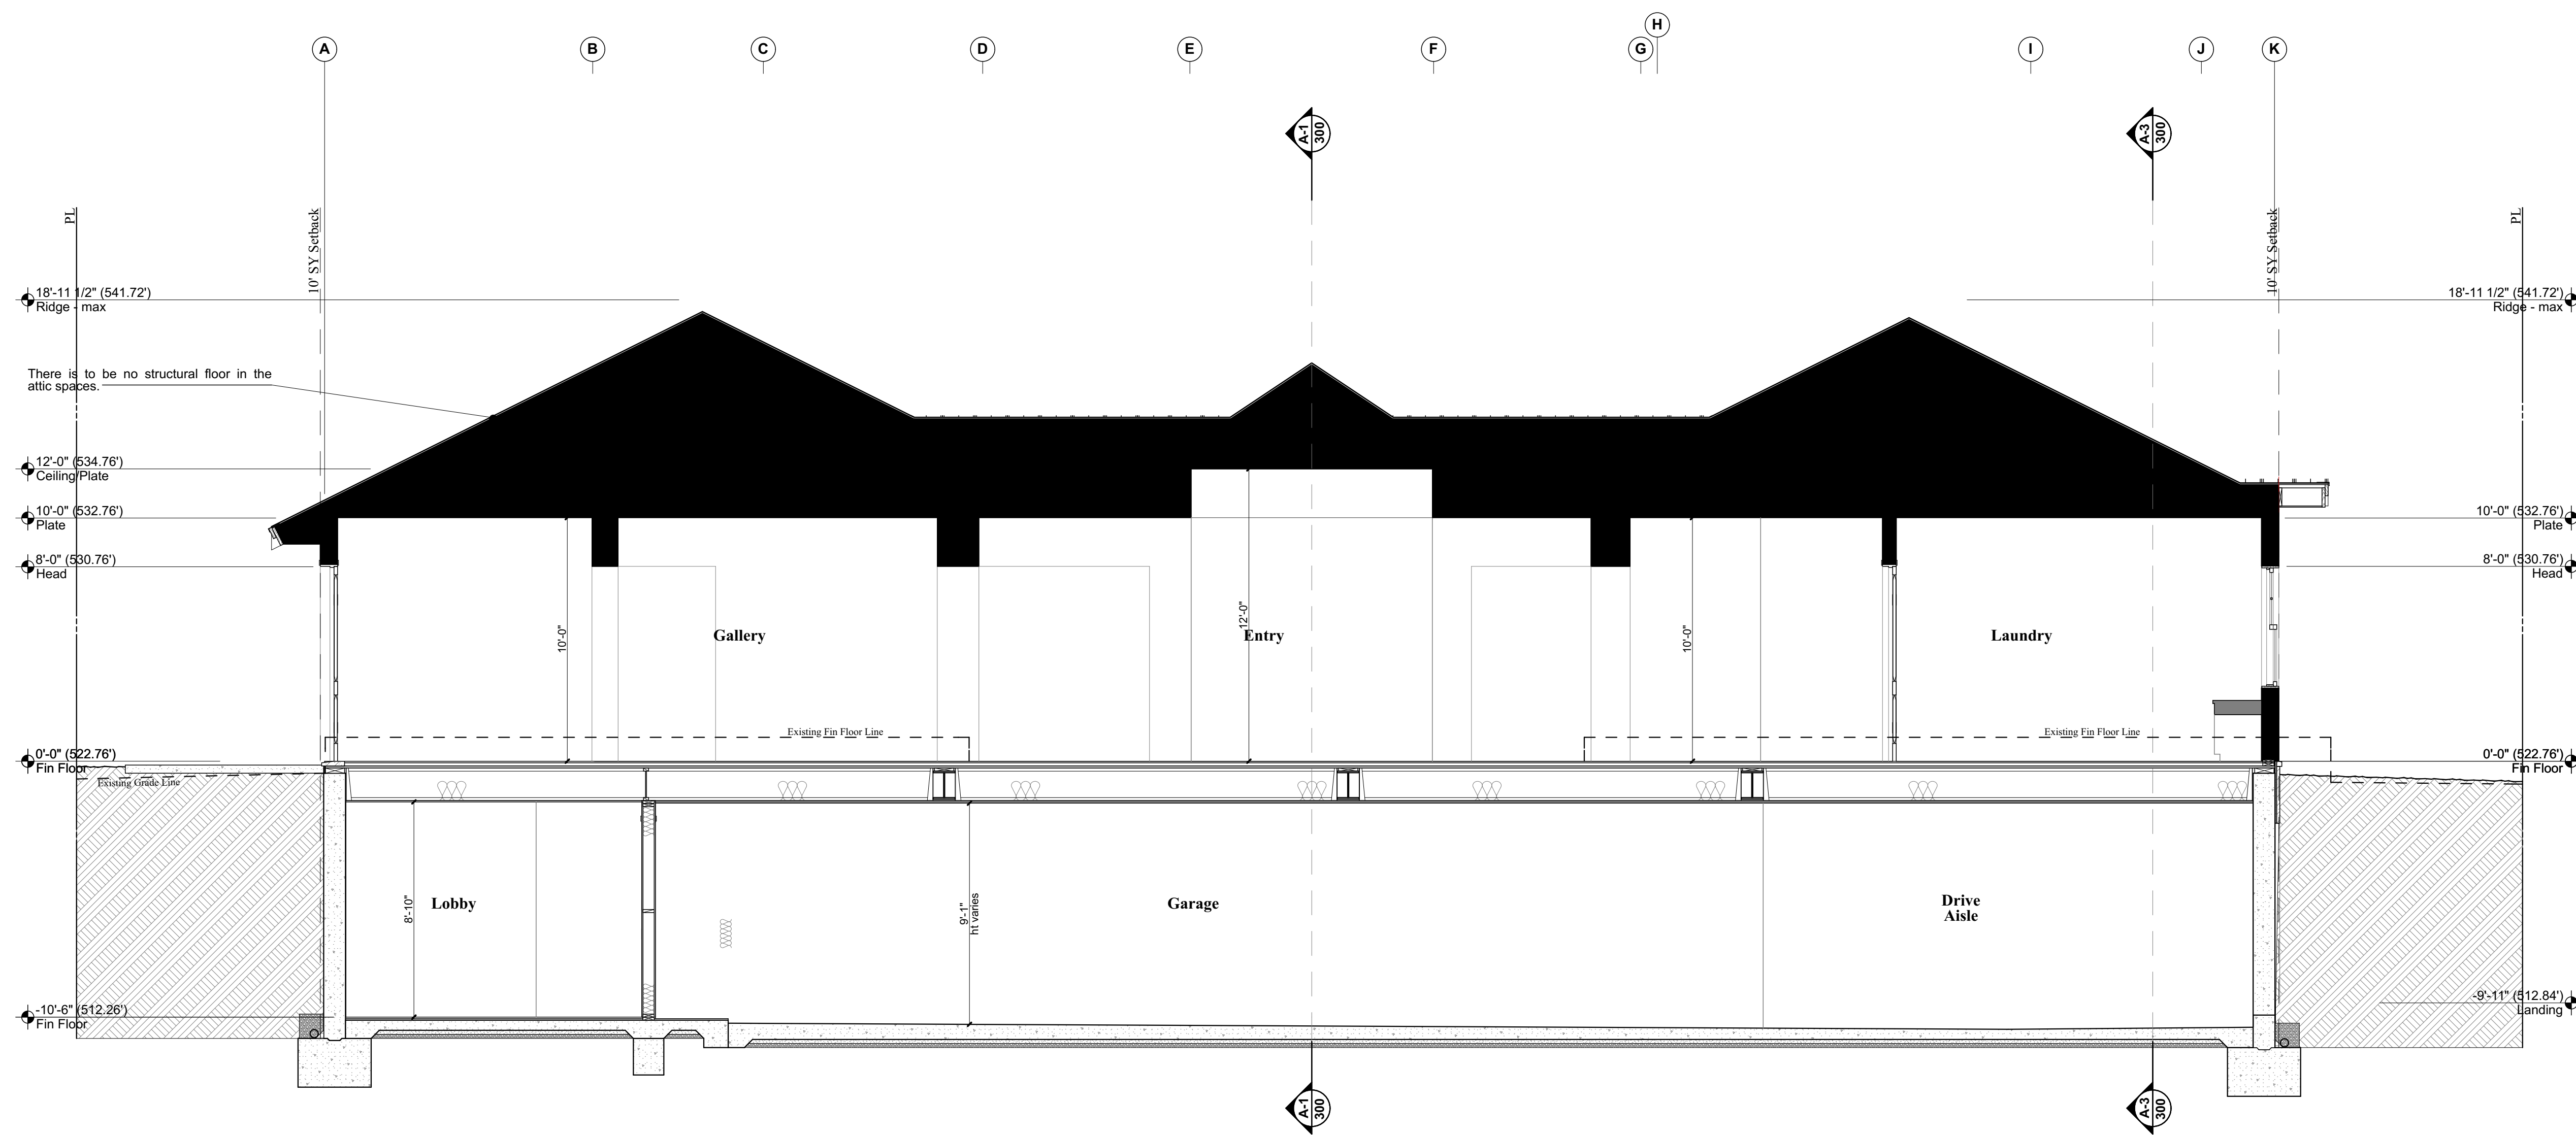 H
A
B
C
D
E
F
G
I
J
K
A-1
300
A-3
300
PL
10' SY Setback
10' SY Setback
PL
18'-11 1/2" (541.72')
Ridge - max
18'-11 1/2" (541.72')
Ridge - max
There is to be no structural floor in the
attic spaces.
12'-0" (534.76')
Ceiling/Plate
10'-0" (532.76')
Plate
10'-0" (532.76')
Plate
8'-0" (530.76')
Head
8'-0" (530.76')
Head
10'-0"
Gallery
12'-0"
Entry
10'-0"
Laundry
Existing Fin Floor Line
Existing Fin Floor Line
0'-0" (522.76')
Fin Floor
0'-0" (522.76')
Fin Floor
Existing Grade Line
8'-10"
Lobby
9'-1"
ht varies
Garage
Drive
Aisle
-10'-6" (512.26')
Fin Floor
-9'-11" (512.84')
Landing
A-1
300
A-3
300